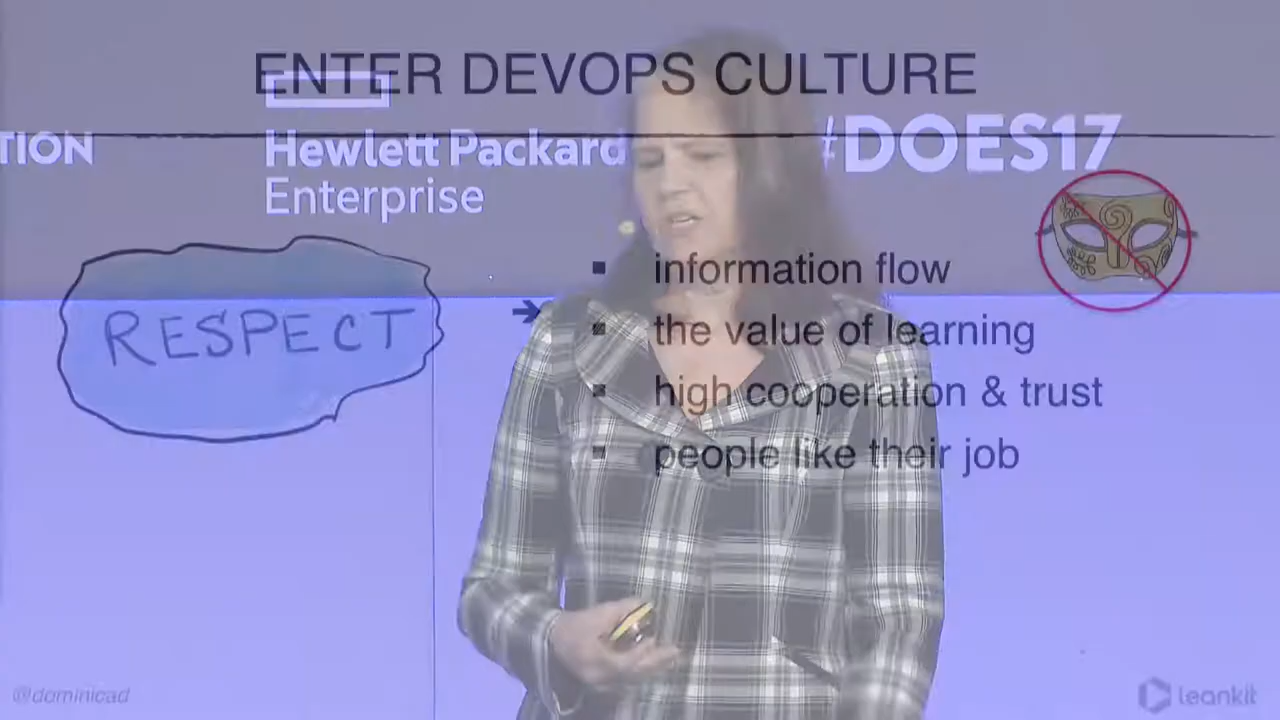 ENTER DEVOPS CULTURE
TION
Hewlett Packard
Enterprise
#DOES17
RESPECT
information flow
the value of learning
high cooperation & trust
people like their job
@dominicad
leankit